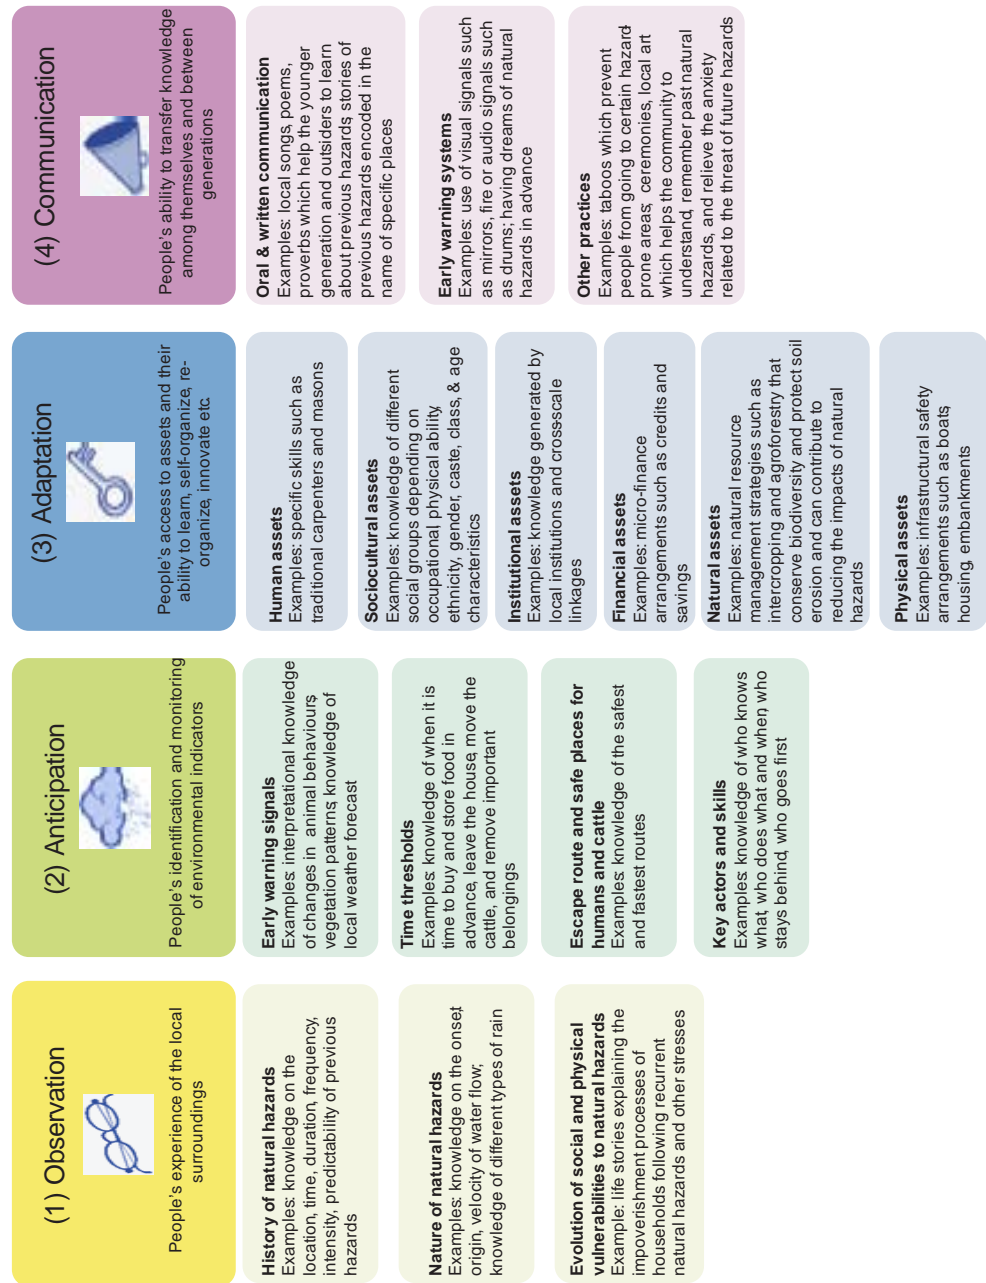 (1) Observation
People's experience of the local
surroundings
History of natural hazards
Examples: knowledge on the
location, time, duration, frequency,
intensity, predictability of previous
hazards
Nature of natural hazards
Examples: knowledge on the onset,
origin, velocity of water flow;
knowledge of different types of rain
Evolution of social and physical
vulnerabilities to natural hazards
Example: life stories explaining the
impoverishment processes of
households following recurrent
natural hazards and other stresses
(2) Anticipation
People's identification and monitoring
of environmental indicators
Early warning signals
Examples: interpretational knowledge
of changes in animal behaviours,
vegetation patterns; knowledge of
local weather forecast
Time thresholds
Examples: knowledge of when it is
time to buy and store food in
advance, leave the house, move the
cattle, and remove important
belongings
Escape route and safe places for
humans and cattle
Examples: knowledge of the safest
and fastest routes
Key actors and skills
Examples: knowledge of who knows
what, who does what and when, who
stays behind, who goes first
(3) Adaptation
People's access to assets and their
ability to learn, self-organize, re-
organize, innovate etc.
Human assets
Examples: specific skills such as
traditional carpenters and masons
Sociocultural assets
Examples: knowledge of different
social groups depending on
occupational, physical ability,
ethnicity, gender, caste, class, & age
characteristics
Institutional assets
Examples: knowledge generated by
local institutions and cross-scale
linkages
Financial assets
Examples: micro-finance
arrangements such as credits and
savings
Natural assets
Examples: natural resource
management strategies such as
intercropping and agroforestry that
conserve biodiversity and protect soil
erosion and can contribute to
reducing the impacts of natural
hazards
Physical assets
Examples: infrastructural safety
arrangements such as boats,
housing, embankments
(4) Communication
People's ability to transfer knowledge
among themselves and between
generations
Oral & written communication
Examples: local songs, poems,
proverbs which help the younger
generation and outsiders to learn
about previous hazards; stories of
previous hazards encoded in the
name of specific places
Early warning systems
Examples: use of visual signals such
as mirrors, fire or audio signals such
as drums; having dreams of natural
hazards in advance
Other practices
Examples: taboos which prevent
people from going to certain hazard-
prone areas; ceremonies, local art
which helps the community to
understand, remember past natural
hazards, and relieve the anxiety
related to the threat of future hazards